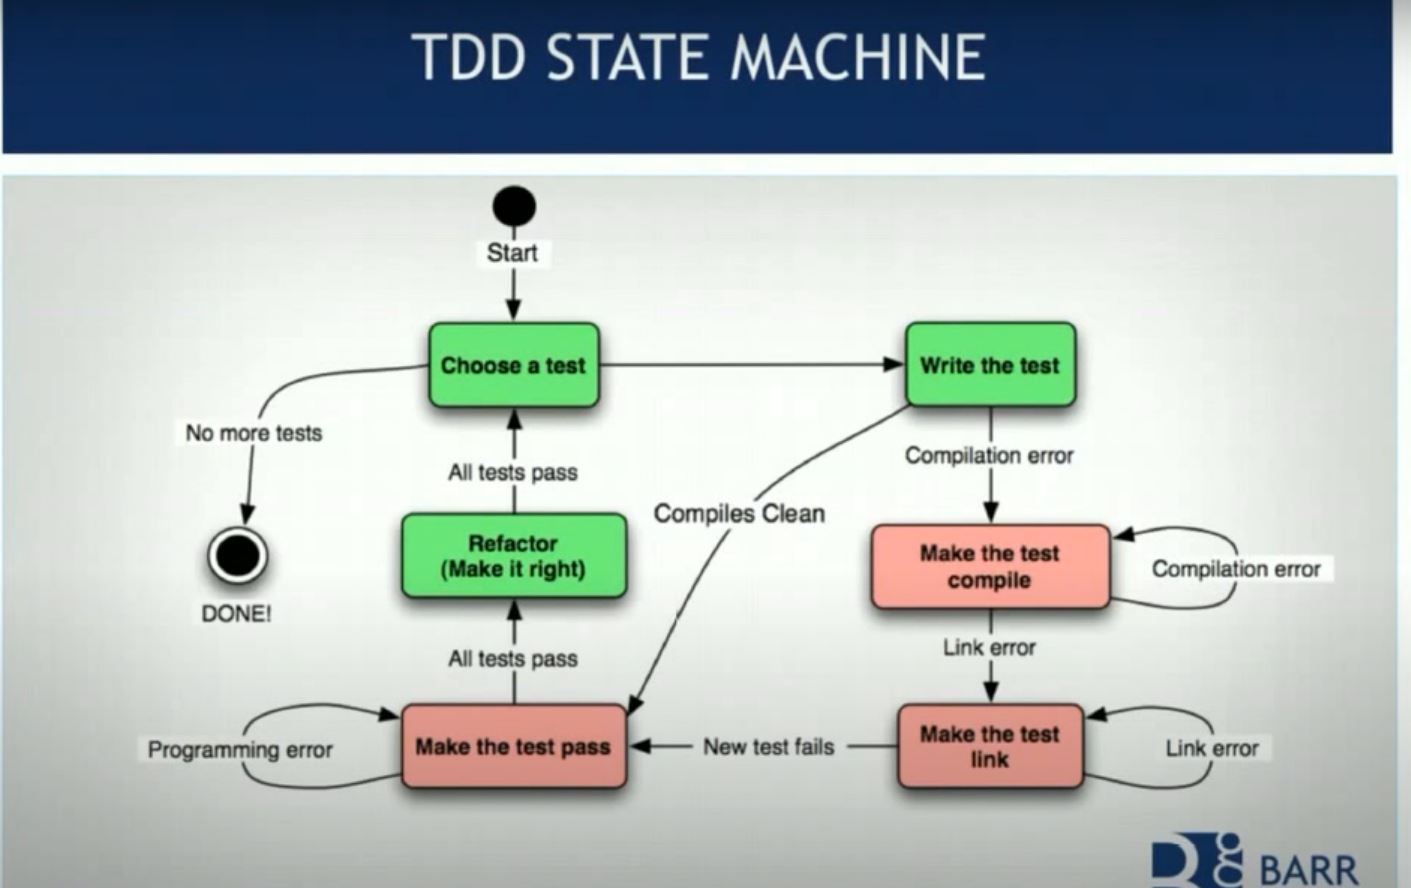 TDD STATE MACHINE
Start
Choose a test
Write the test
No more tests
All tests pass
Compilation error
Compiles Clean
Refactor
(Make it right)
Make the test
compile
Compilation error
DONE!
All tests pass
Link error
Programming error
Make the test pass
New test fails
Make the test
link
Link error
BARR